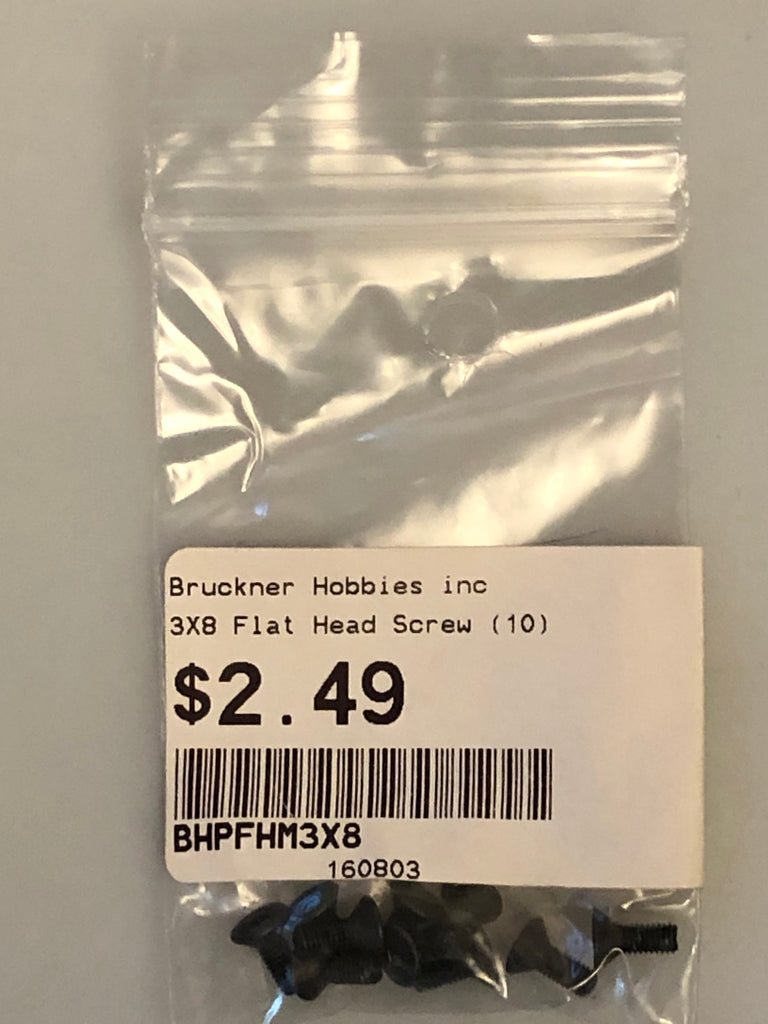 Bruckner Hobbies inc
3X8 Flat Head Screw (10)
$2.49
BHPFHM3X8
160803